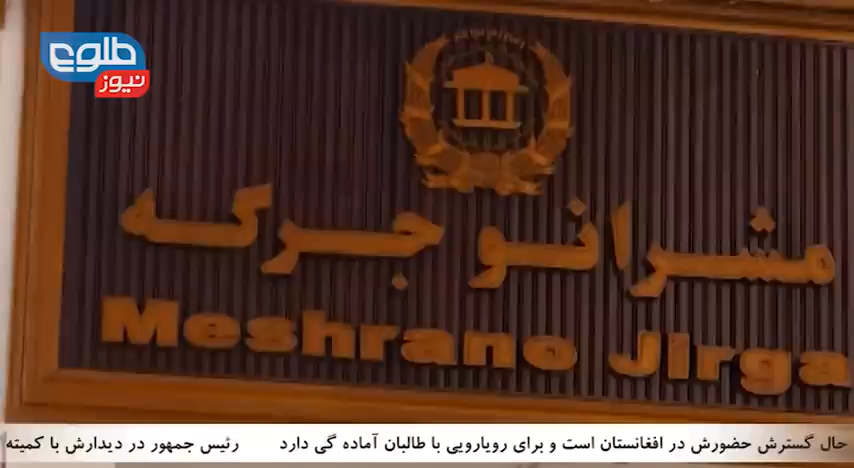 طلوع
نیوز
مشرانو جرگه
Meshrano Jirga
حال گسترش حضورش در افغانستان است و برای رویارویی با طالبان آماده گی دارد رئیس جمهور در دیدارش با کمیته